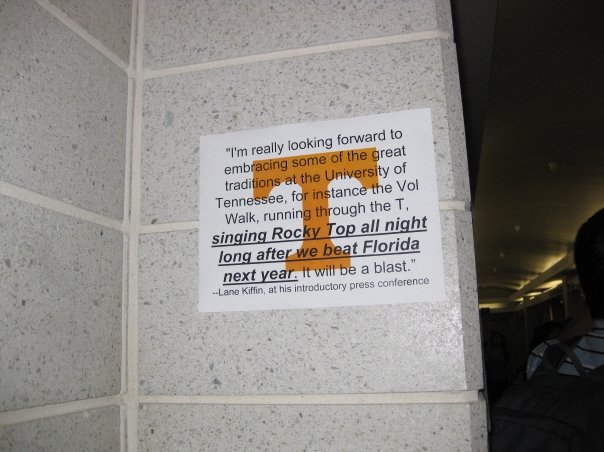 "I'm really looking forward to
embracing some of the great
traditions at the University of
Tennessee, for instance the Vol
Walk, running through the T,
singing Rocky Top all night
long after we beat Florida
next year. It will be a blast."
--Lane Kiffin, at his introductory press conference